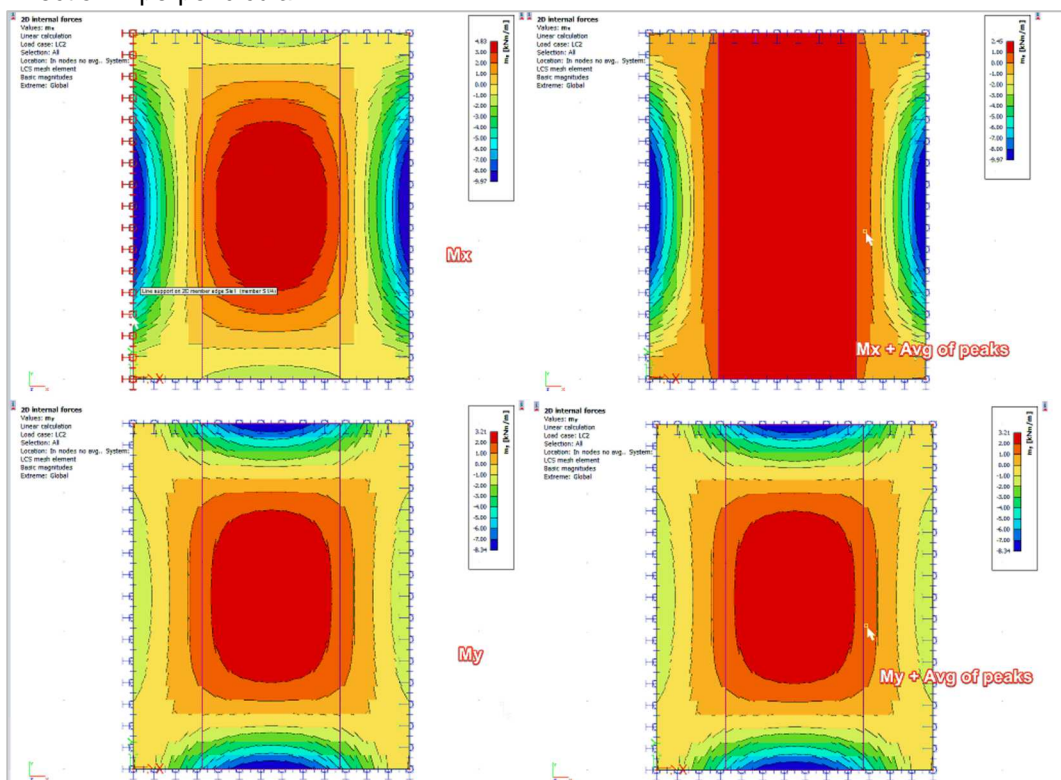 2D internal forces
Values: mx
Linear calculation
Load case: LC2
Selection: All
Location: In nodes no avg.. System:
LCS mesh element
Basic magnitudes
Extreme: Global
4.83
3.00
2.00
1.00
0.00
-1.00
-2.00
-3.00
-4.00
-5.00
-6.00
-7.00
-8.00
-9.97
mx [kNm/m]
Line support on 2D member edge Sle1 (member S1/4)
Mx
2D internal forces
Values: mx
Linear calculation
Load case: LC2
Selection: All
Location: In nodes no avg.. System:
LCS mesh element
Basic magnitudes
Extreme: Global
2.45
1.00
0.00
-1.00
-2.00
-3.00
-4.00
-5.00
-6.00
-7.00
-8.00
-9.97
mx [kNm/m]
Mx + Avg of peaks
2D internal forces
Values: my
Linear calculation
Load case: LC2
Selection: All
Location: In nodes no avg.. System:
LCS mesh element
Basic magnitudes
Extreme: Global
3.21
2.00
1.00
0.00
-1.00
-2.00
-3.00
-4.00
-5.00
-6.00
-7.00
-8.34
my [kNm/m]
My
2D internal forces
Values: my
Linear calculation
Load case: LC2
Selection: All
Location: In nodes no avg.. System:
LCS mesh element
Basic magnitudes
Extreme: Global
3.21
2.00
1.00
0.00
-1.00
-2.00
-3.00
-4.00
-5.00
-6.00
-7.00
-8.34
my [kNm/m]
My + Avg of peaks